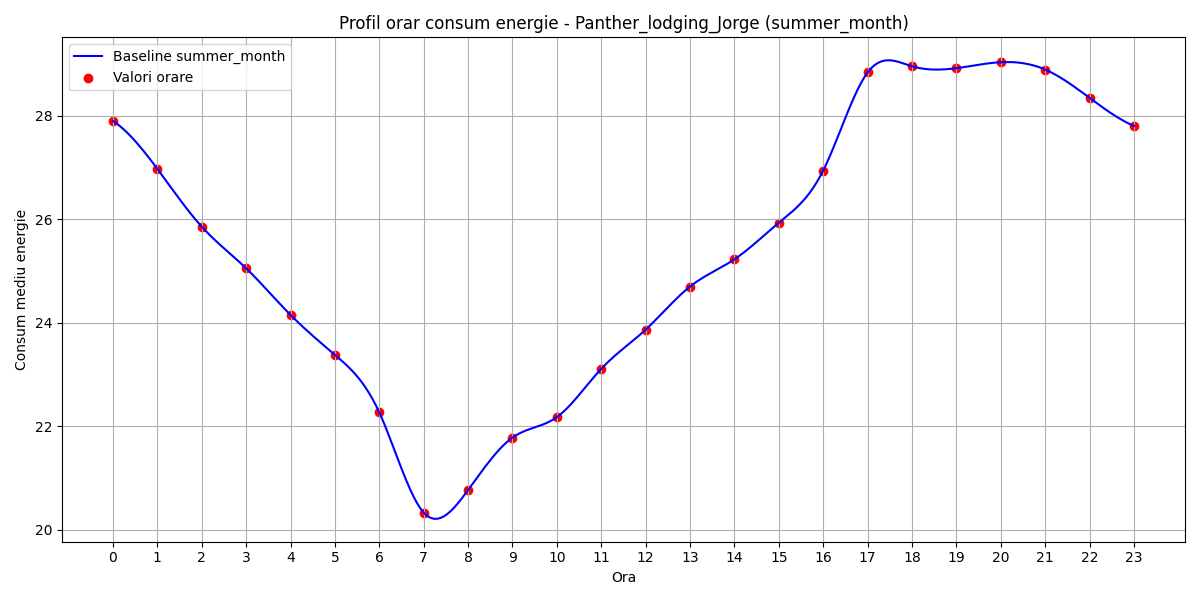 Profil orar consum energie - Panther_lodging_Jorge (summer_month)
Baseline summer_month
Valori orare
Consum mediu energie
28
26
24
22
20
0 1 2 3 4 5 6 7 8 9 10 11 12 13 14 15 16 17 18 19 20 21 22 23
Ora